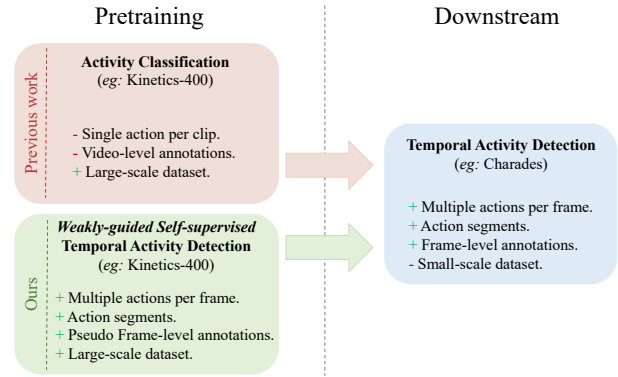 Pretraining
Downstream
Previous work
Activity Classification
(eg: Kinetics-400)
- Single action per clip.
- Video-level annotations.
+ Large-scale dataset.
Ours
Weakly-guided Self-supervised
Temporal Activity Detection
(eg: Kinetics-400)
+ Multiple actions per frame.
+ Action segments.
+ Pseudo Frame-level annotations.
+ Large-scale dataset.
Temporal Activity Detection
(eg: Charades)
+ Multiple actions per frame.
+ Action segments.
+ Frame-level annotations.
- Small-scale dataset.